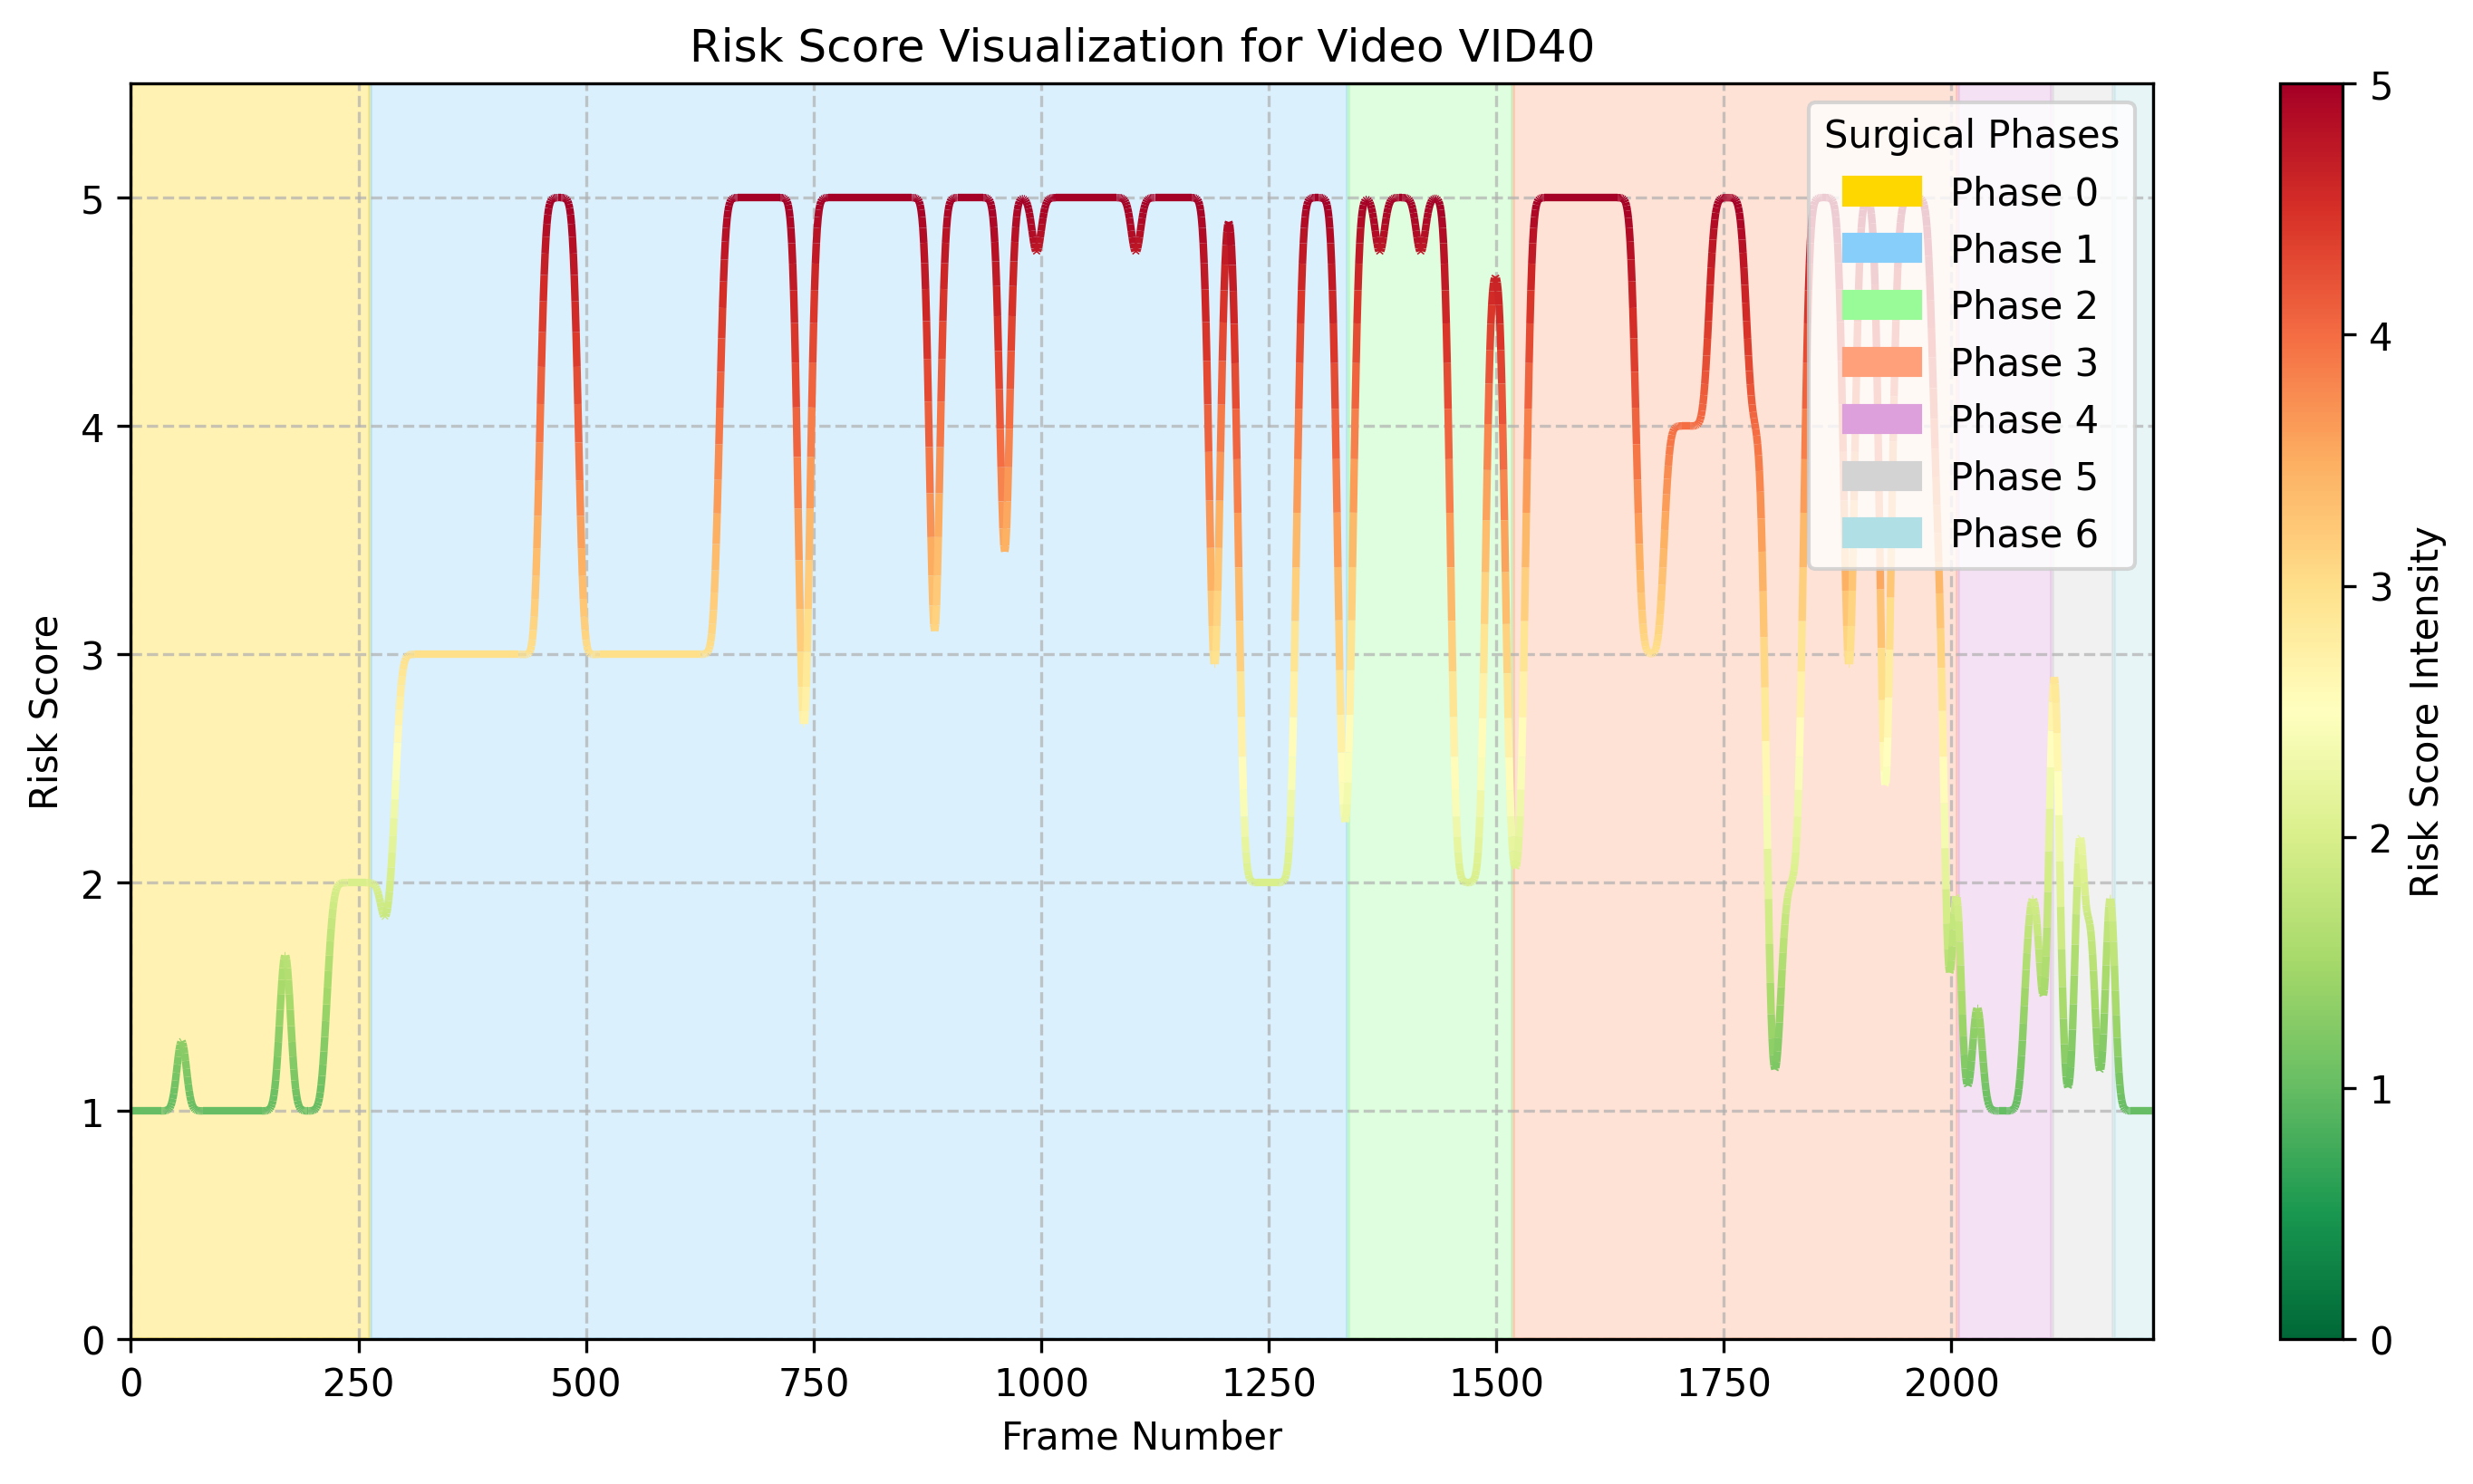 Risk Score Visualization for Video VID40
Risk Score
5
4
3
2
1
0
0 250 500 750 1000 1250 1500 1750 2000
Frame Number
Surgical Phases
Phase 0
Phase 1
Phase 2
Phase 3
Phase 4
Phase 5
Phase 6
5
4
3
2
1
0
Risk Score Intensity